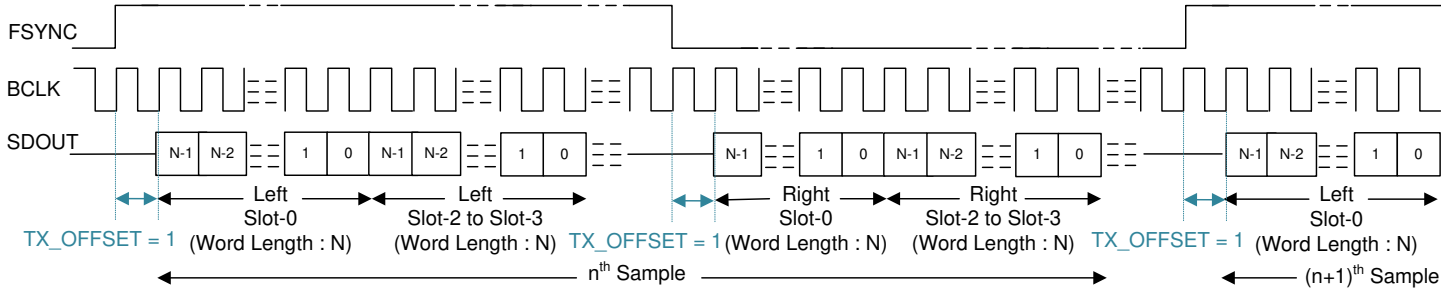 FSYNC
BCLK
SDOUT
N-1 N-2 1 0 N-1 N-2 1 0 N-1 1 0 N-1 N-2 1 0 N-1 N-2 1 0
Left Left Right Right Left
Slot-0 Slot-2 to Slot-3 Slot-0 Slot-2 to Slot-3 Slot-0
TX_OFFSET = 1 (Word Length : N) (Word Length : N) TX_OFFSET = 1 (Word Length : N) (Word Length : N) TX_OFFSET = 1 (Word Length : N)
nth Sample (n+1)th Sample